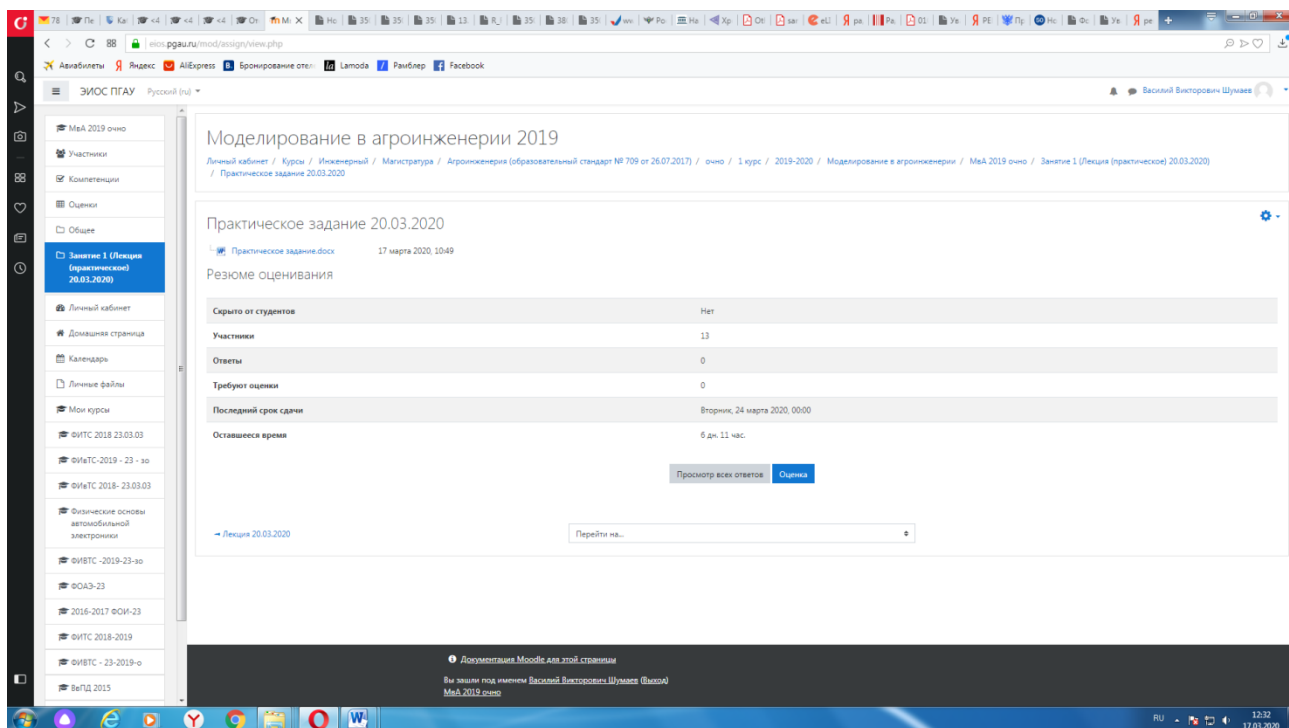 eios.pgau.ru/mod/assign/view.php
Авиабилеты Яндекс AliExpress Бронирование отел Lamoda Рамблер Facebook
ЭИОС ПГАУ Русский (ru)
Василий Викторович Шумаев
МвА 2019 очно
Участники
Компетенции
Оценки
Общее
Занятие 1 (Лекция
(практическое)
20.03.2020)
Личный кабинет
Домашняя страница
Календарь
Личные файлы
Мои курсы
ФИТС 2018 23.03.03
ФИвТС-2019 - 23 - зо
ФИвТС 2018- 23.03.03
Физические основы
автомобильной
электроники
ФИВТС -2019-23-зо
ФОАЭ-23
2016-2017 ФОИ-23
ФИТС 2018-2019
ФИВТС - 23-2019-о
ВвПД 2015
Моделирование в агроинженерии 2019
Личный кабинет / Курсы / Инженерный / Магистратура / Агроинженерия (образовательный стандарт № 709 от 26.07.2017) / очно / 1 курс / 2019-2020 / Моделирование в агроинженерии / МвА 2019 очно / Занятие 1 (Лекция (практическое) 20.03.2020)
/ Практическое задание 20.03.2020
Практическое задание 20.03.2020
Практическое задание.docx 17 марта 2020, 10:49
Резюме оценивания
Скрыто от студентов Нет
Участники 13
Ответы 0
Требуют оценки 0
Последний срок сдачи Вторник, 24 марта 2020, 00:00
Оставшееся время 6 дн. 11 час.
Просмотр всех ответов Оценка
→ Лекция 20.03.2020 Перейти на...
Документация Moodle для этой страницы
Вы зашли под именем Василий Викторович Шумаев (Выход)
МвА 2019 очно
RU 12:32
17.03.2020